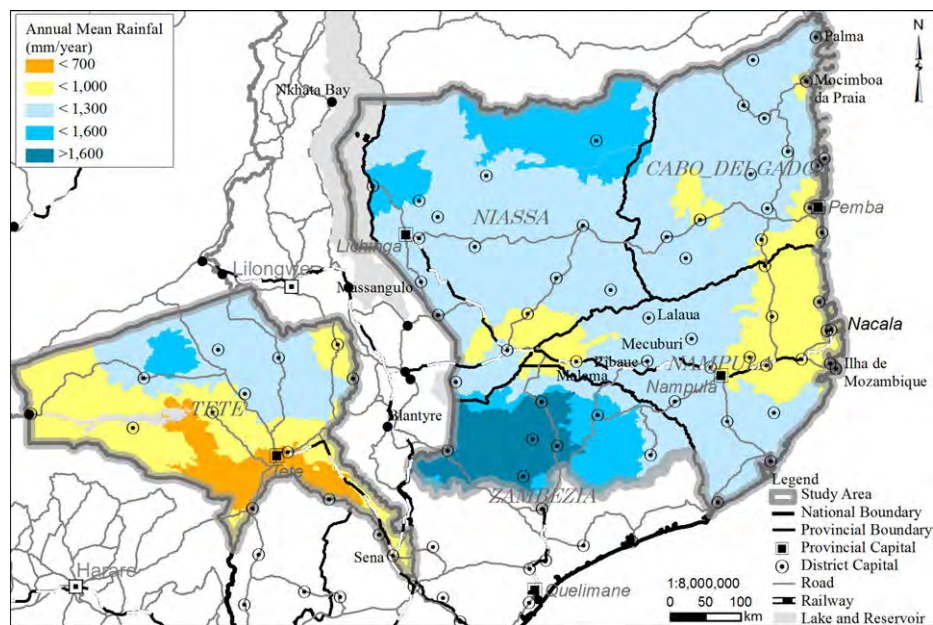 Annual Mean Rainfal
(mm/year)
< 700
< 1,000
< 1,300
< 1,600
>1,600
N
Palma
Mocimboa
da Praia
Nkhata Bay
CABO_DELGADO
NIASSA
Pemba
Lichinga
Lilongwe
Massangulo
Lalaua
Nacala
Mecuburi
Ribaue
NAMPULA
Malema
Nampula
Ilha de
Mozambique
TETE
Blantyre
Tete
ZAMBEZIA
Sena
Harare
Quelimane
1:8,000,000
0 50 100
km
Legend
Study Area
National Boundary
Provincial Boundary
Provincial Capital
District Capital
Road
Railway
Lake and Reservoir